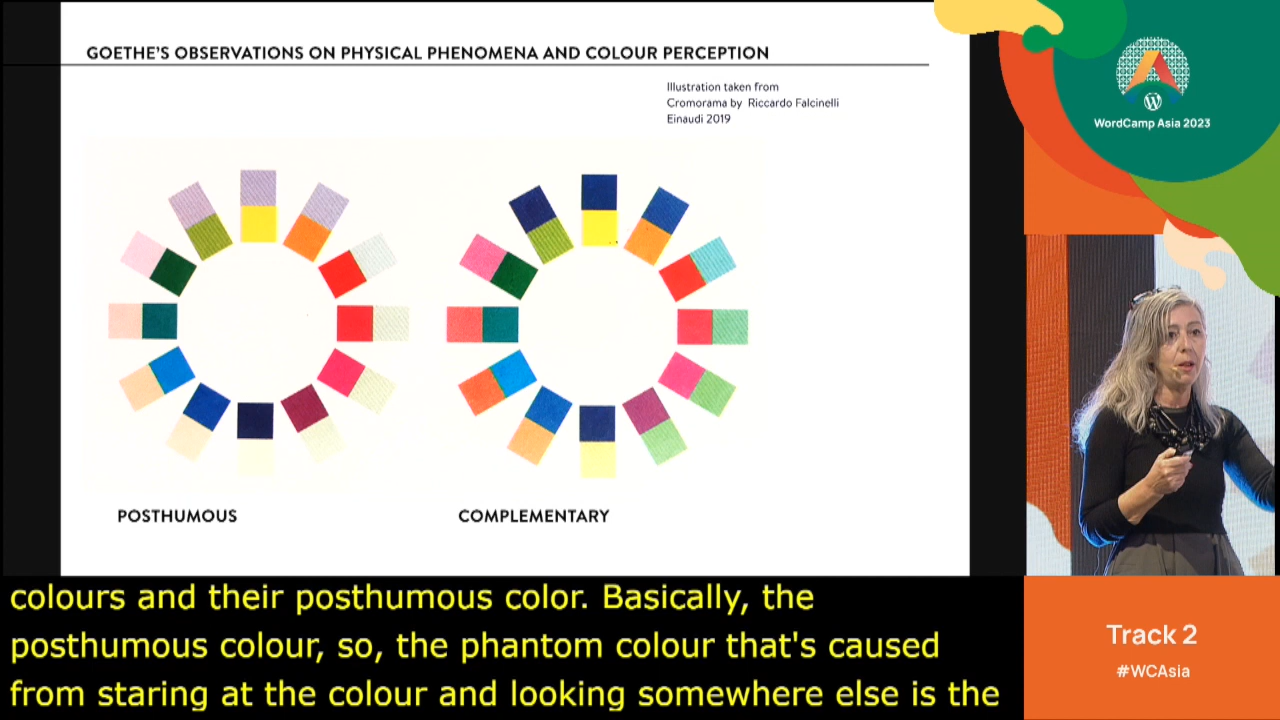 GOETHE'S OBSERVATIONS ON PHYSICAL PHENOMENA AND COLOUR PERCEPTION
Illustration taken from
Cromorama by Riccardo Falcinelli
Einaudi 2019
POSTHUMOUS
COMPLEMENTARY
WordCamp Asia 2023
colours and their posthumous color. Basically, the
posthumous colour, so, the phantom colour that's caused
from staring at the colour and looking somewhere else is the
Track 2
#WCAsia